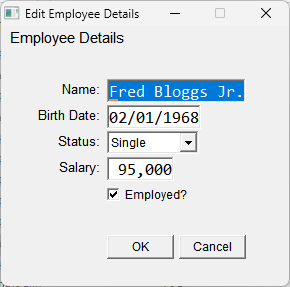 Edit Employee Details
Employee Details
Name: Fred Bloggs Jr.
Birth Date: 02/01/1968
Status: Single
Salary: 95,000
Employed?
OK Cancel